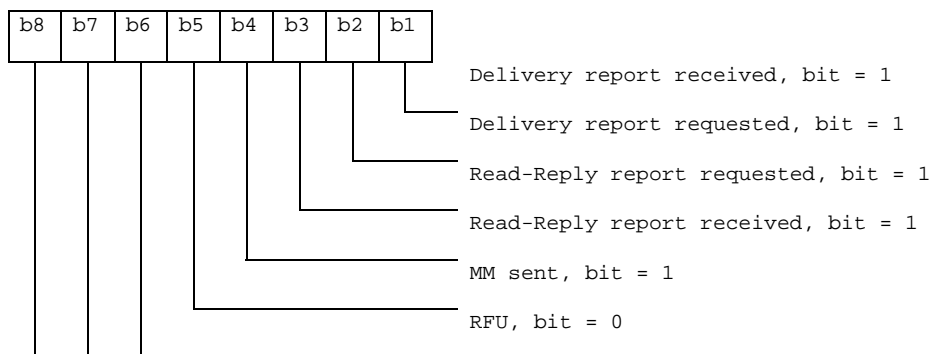 b8 b7 b6 b5 b4 b3 b2 b1
Delivery report received, bit = 1
Delivery report requested, bit = 1
Read-Reply report requested, bit = 1
Read-Reply report received, bit = 1
MM sent, bit = 1
RFU, bit = 0